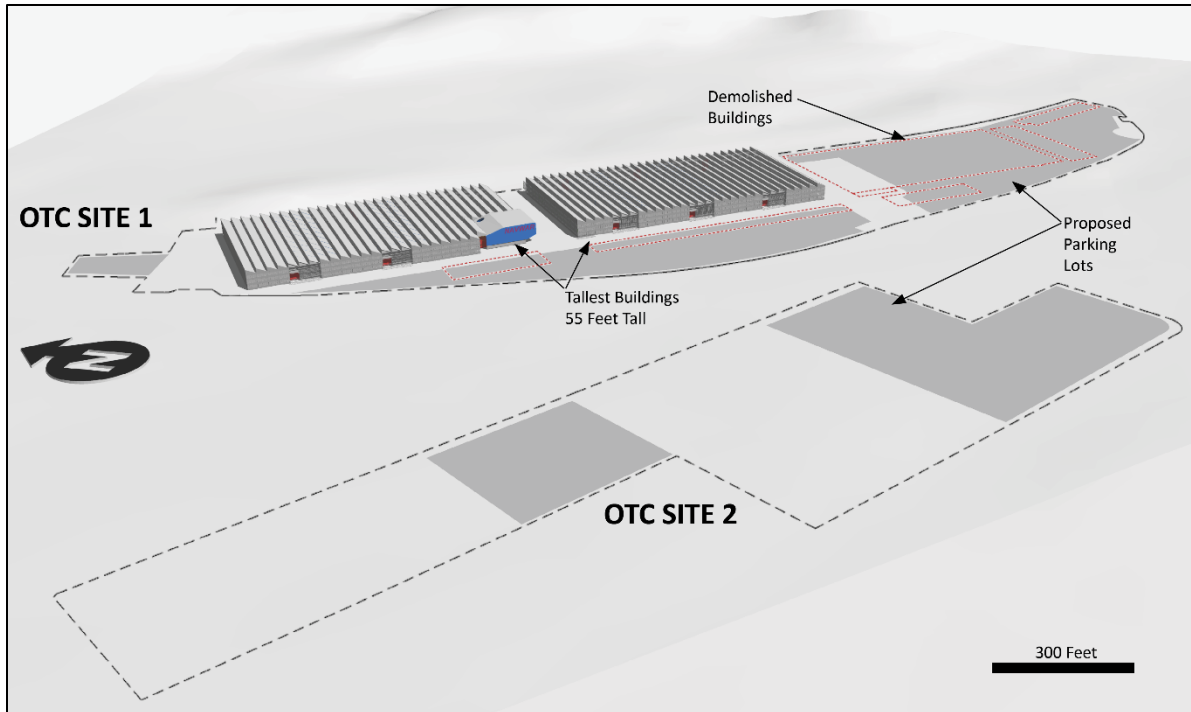 Demolished
Buildings
OTC SITE 1
Proposed
Parking
Lots
Tallest Buildings
55 Feet Tall
N
OTC SITE 2
300 Feet